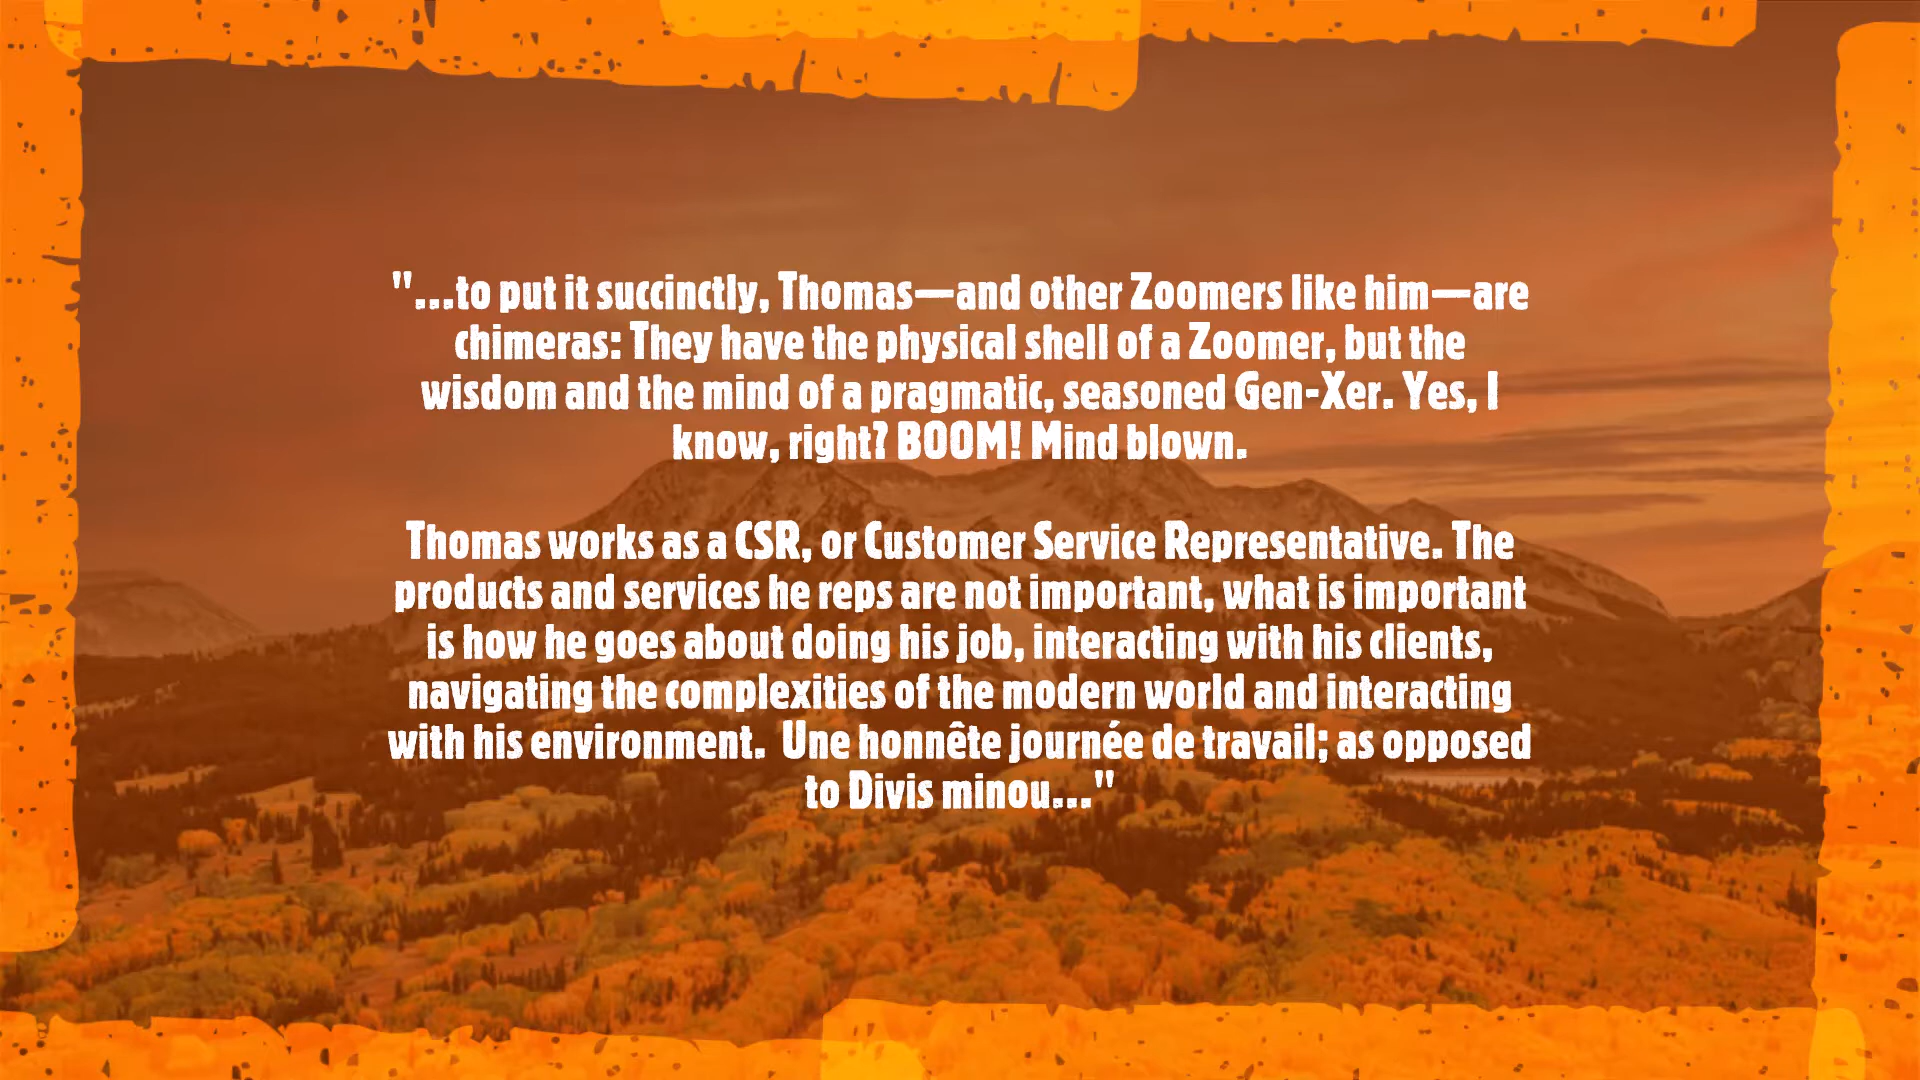 "...to put it succinctly, Thomas—and other Zoomers like him—are
chimeras: They have the physical shell of a Zoomer, but the
wisdom and the mind of a pragmatic, seasoned Gen-Xer. Yes, I
know, right? BOOM! Mind blown.
Thomas works as a CSR, or Customer Service Representative. The
products and services he reps are not important, what is important
is how he goes about doing his job, interacting with his clients,
navigating the complexities of the modern world and interacting
with his environment. Une honnête journée de travail; as opposed
to Divis minou..."